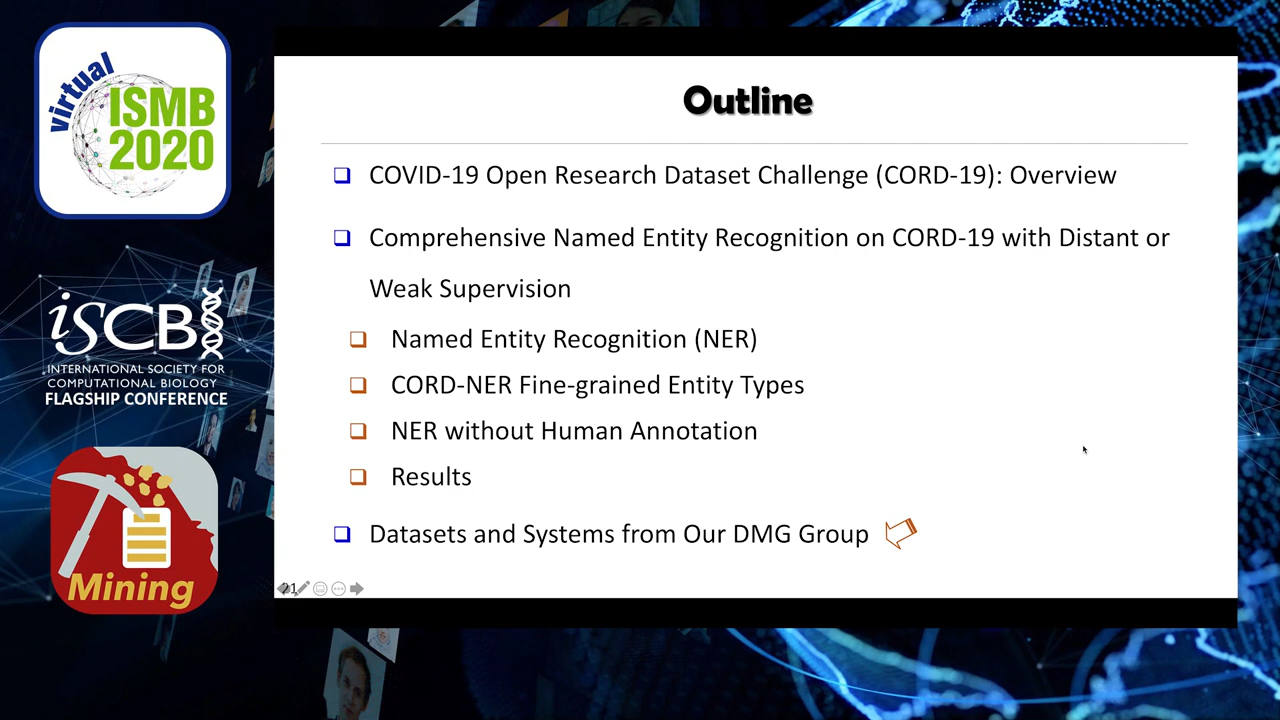 virtual
ISMB
2020
iSCB
INTERNATIONAL SOCIETY FOR
COMPUTATIONAL BIOLOGY
FLAGSHIP CONFERENCE
Mining
Outline
COVID-19 Open Research Dataset Challenge (CORD-19): Overview
Comprehensive Named Entity Recognition on CORD-19 with Distant or
Weak Supervision
Named Entity Recognition (NER)
CORD-NER Fine-grained Entity Types
NER without Human Annotation
Results
Datasets and Systems from Our DMG Group
21